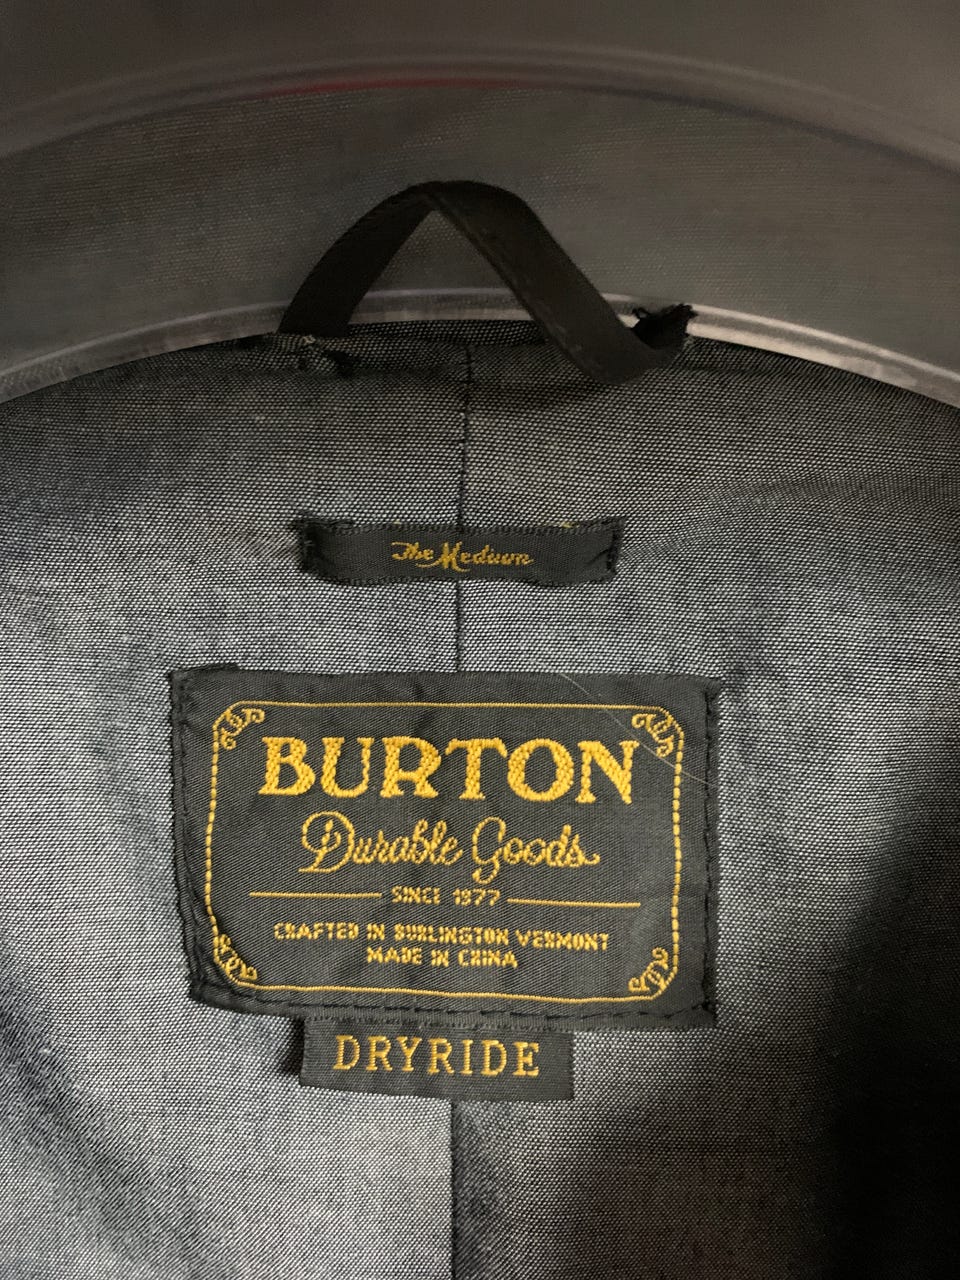 The Medium
BURTON
Durable Goods
SINCE 1977
CRAFTED IN BURLINGTON VERMONT
MADE IN CHINA
DRYRIDE